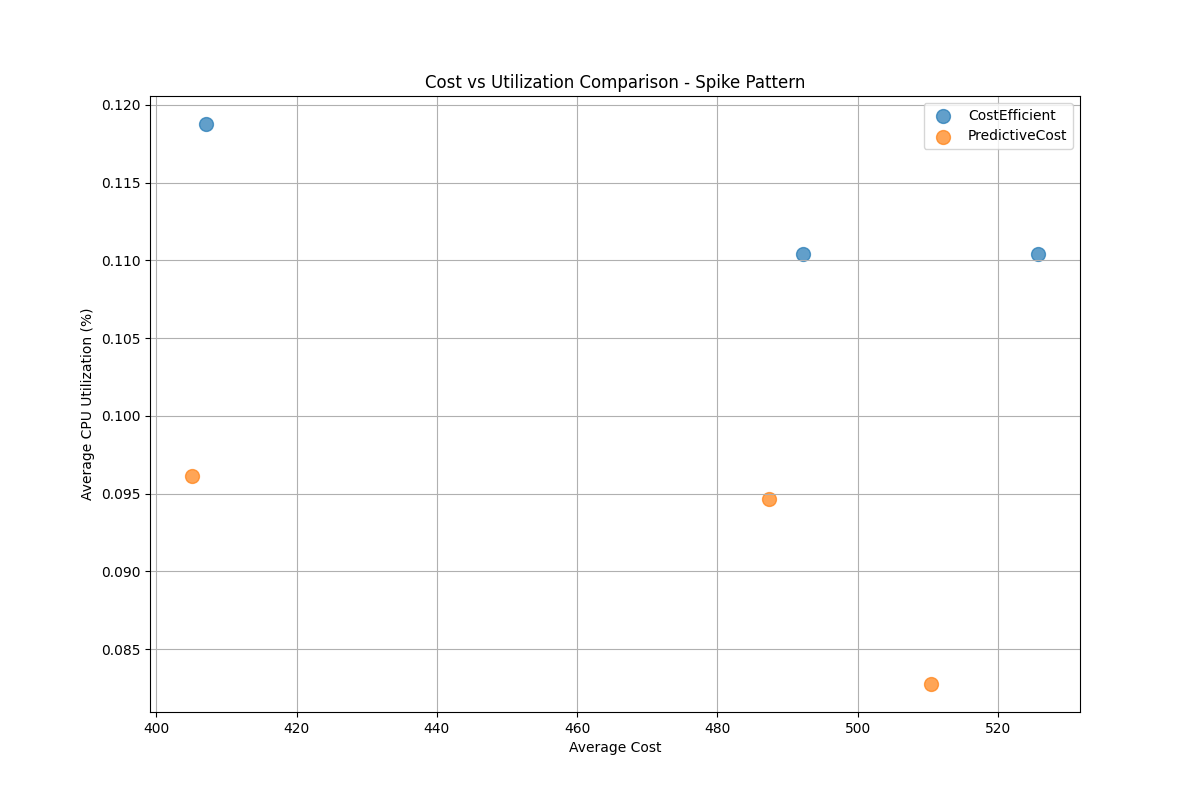 Cost vs Utilization Comparison - Spike Pattern
CostEfficient
PredictiveCost
Average CPU Utilization (%)
0.120
0.115
0.110
0.105
0.100
0.095
0.090
0.085
400 420 440 460 480 500 520
Average Cost